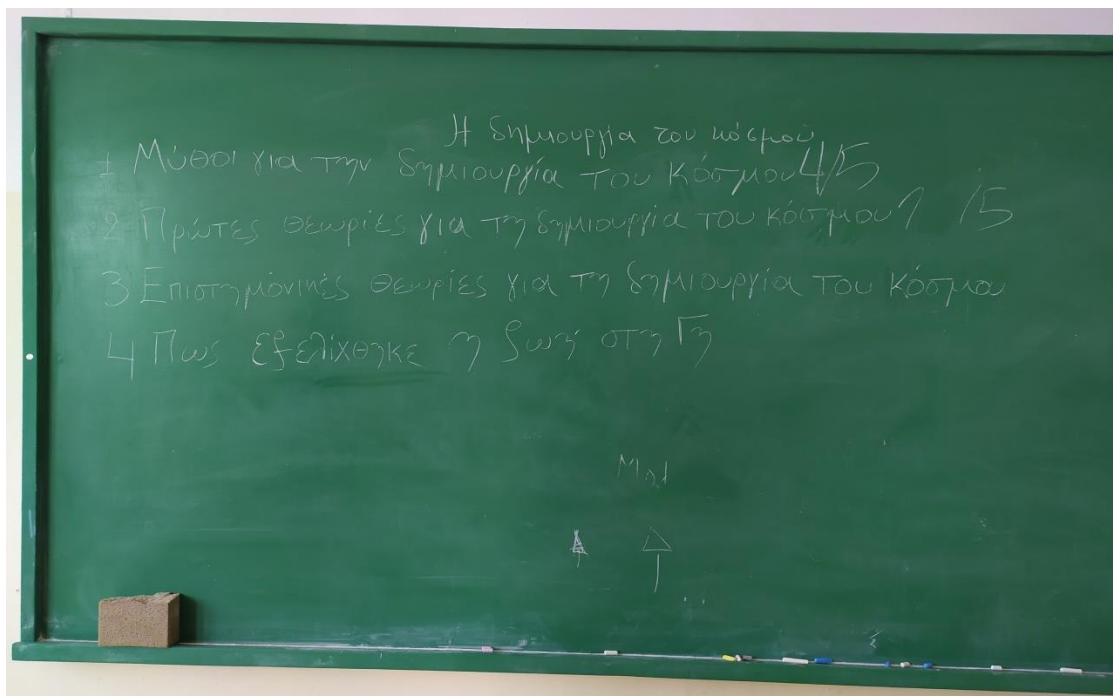 Η δημιουργία του κόσμου
1 Μύθοι για την δημιουργία του Κόσμου 4/5
2 Πρώτες θεωρίες για τη δημιουργία του κόσμου 1 /5
3 Επιστημόνικές θεωρίες για τη δημιουργία του Κόσμου
4 Πως εξελίχθηκε η ζωή στη Γη